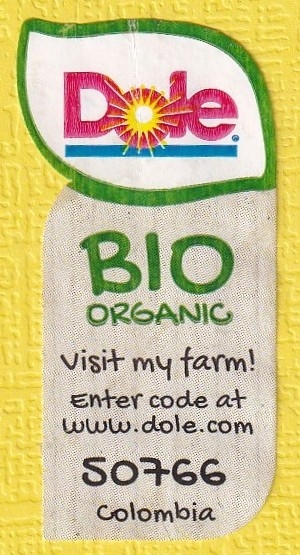 Dole®
BIO
ORGANIC
Visit my farm!
Enter code at
www.dole.com
50766
Colombia